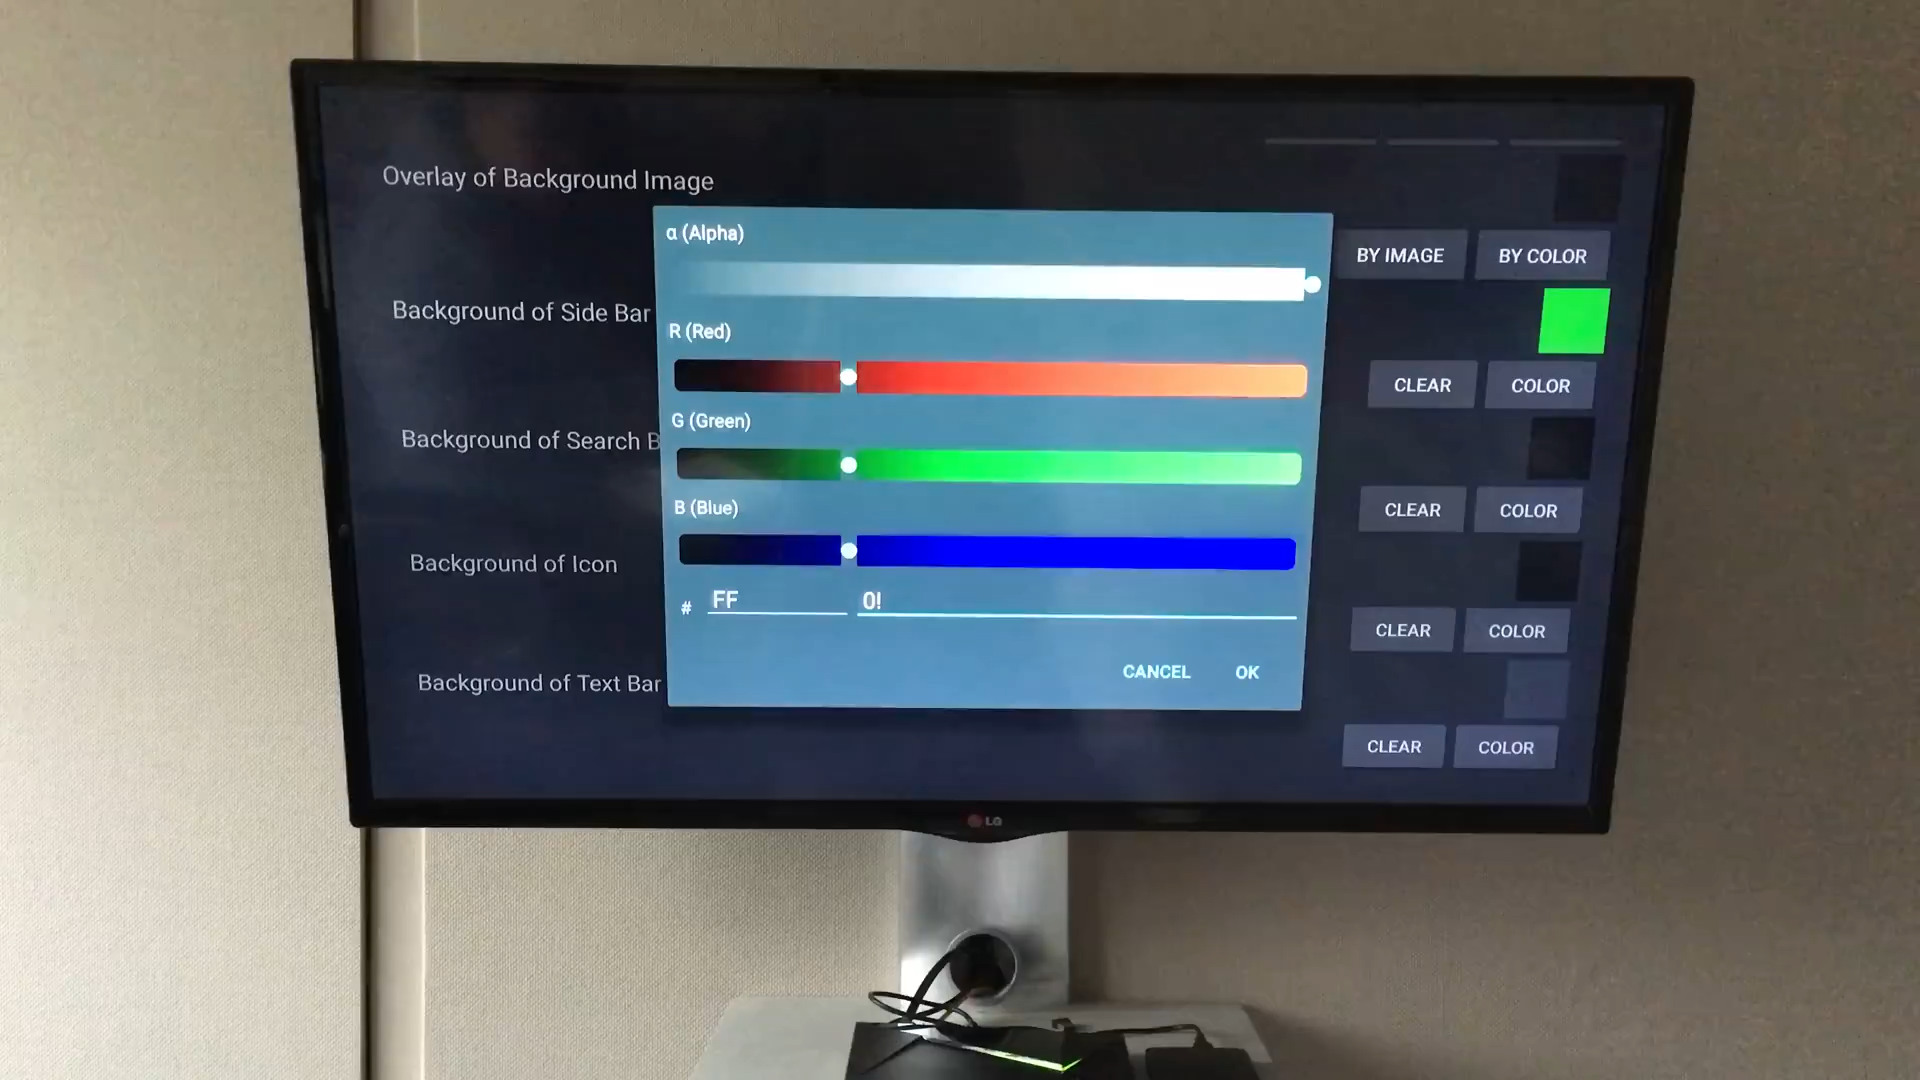 Overlay of Background Image
α (Alpha)
BY IMAGE BY COLOR
Background of Side Bar
R (Red)
CLEAR COLOR
G (Green)
Background of Search B
B (Blue)
CLEAR COLOR
Background of Icon
# FF 0!
CLEAR COLOR
CANCEL OK
Background of Text Bar
CLEAR COLOR
LG